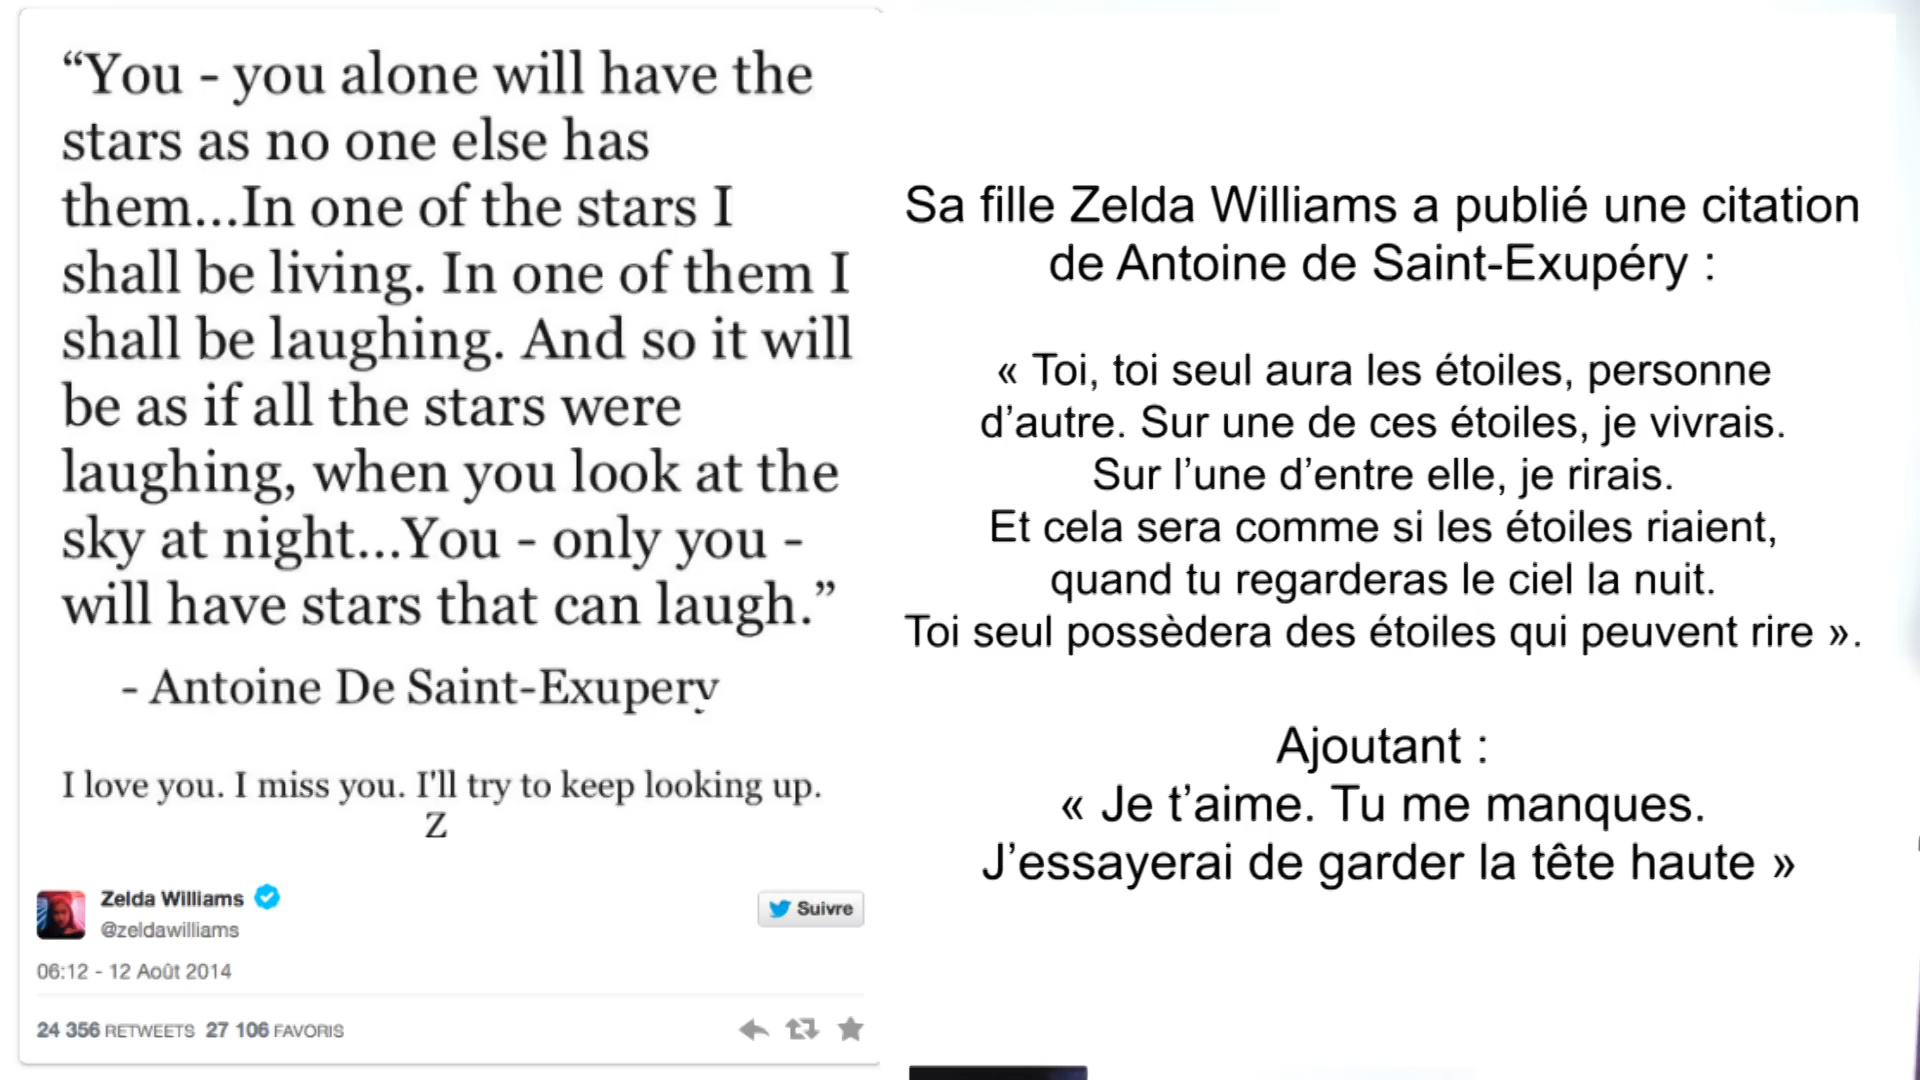 “You - you alone will have the
stars as no one else has
them...In one of the stars I
shall be living. In one of them I
shall be laughing. And so it will
be as if all the stars were
laughing, when you look at the
sky at night...You - only you -
will have stars that can laugh.”
- Antoine De Saint-Exupery
I love you. I miss you. I'll try to keep looking up.
Z
Zelda Williams
@zeldawilliams
Suivre
06:12 - 12 Août 2014
24 356 RETWEETS 27 106 FAVORIS
Sa fille Zelda Williams a publié une citation
de Antoine de Saint-Exupéry :
« Toi, toi seul aura les étoiles, personne
d’autre. Sur une de ces étoiles, je vivrais.
Sur l’une d’entre elle, je rirais.
Et cela sera comme si les étoiles riaient,
quand tu regarderas le ciel la nuit.
Toi seul possèdera des étoiles qui peuvent rire ».
Ajoutant :
« Je t’aime. Tu me manques.
J’essayerai de garder la tête haute »